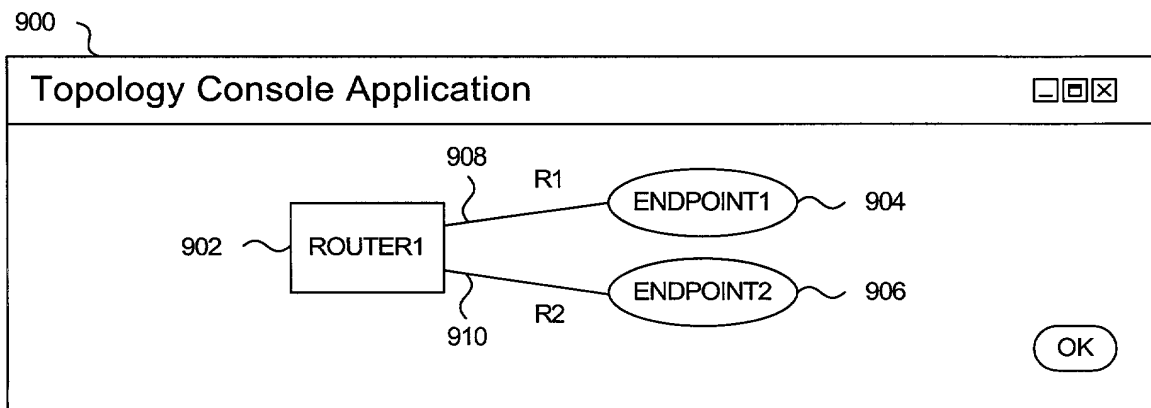 900
Topology Console Application
908
R1
ENDPOINT1
904
902
ROUTER1
ENDPOINT2
906
910
R2
OK